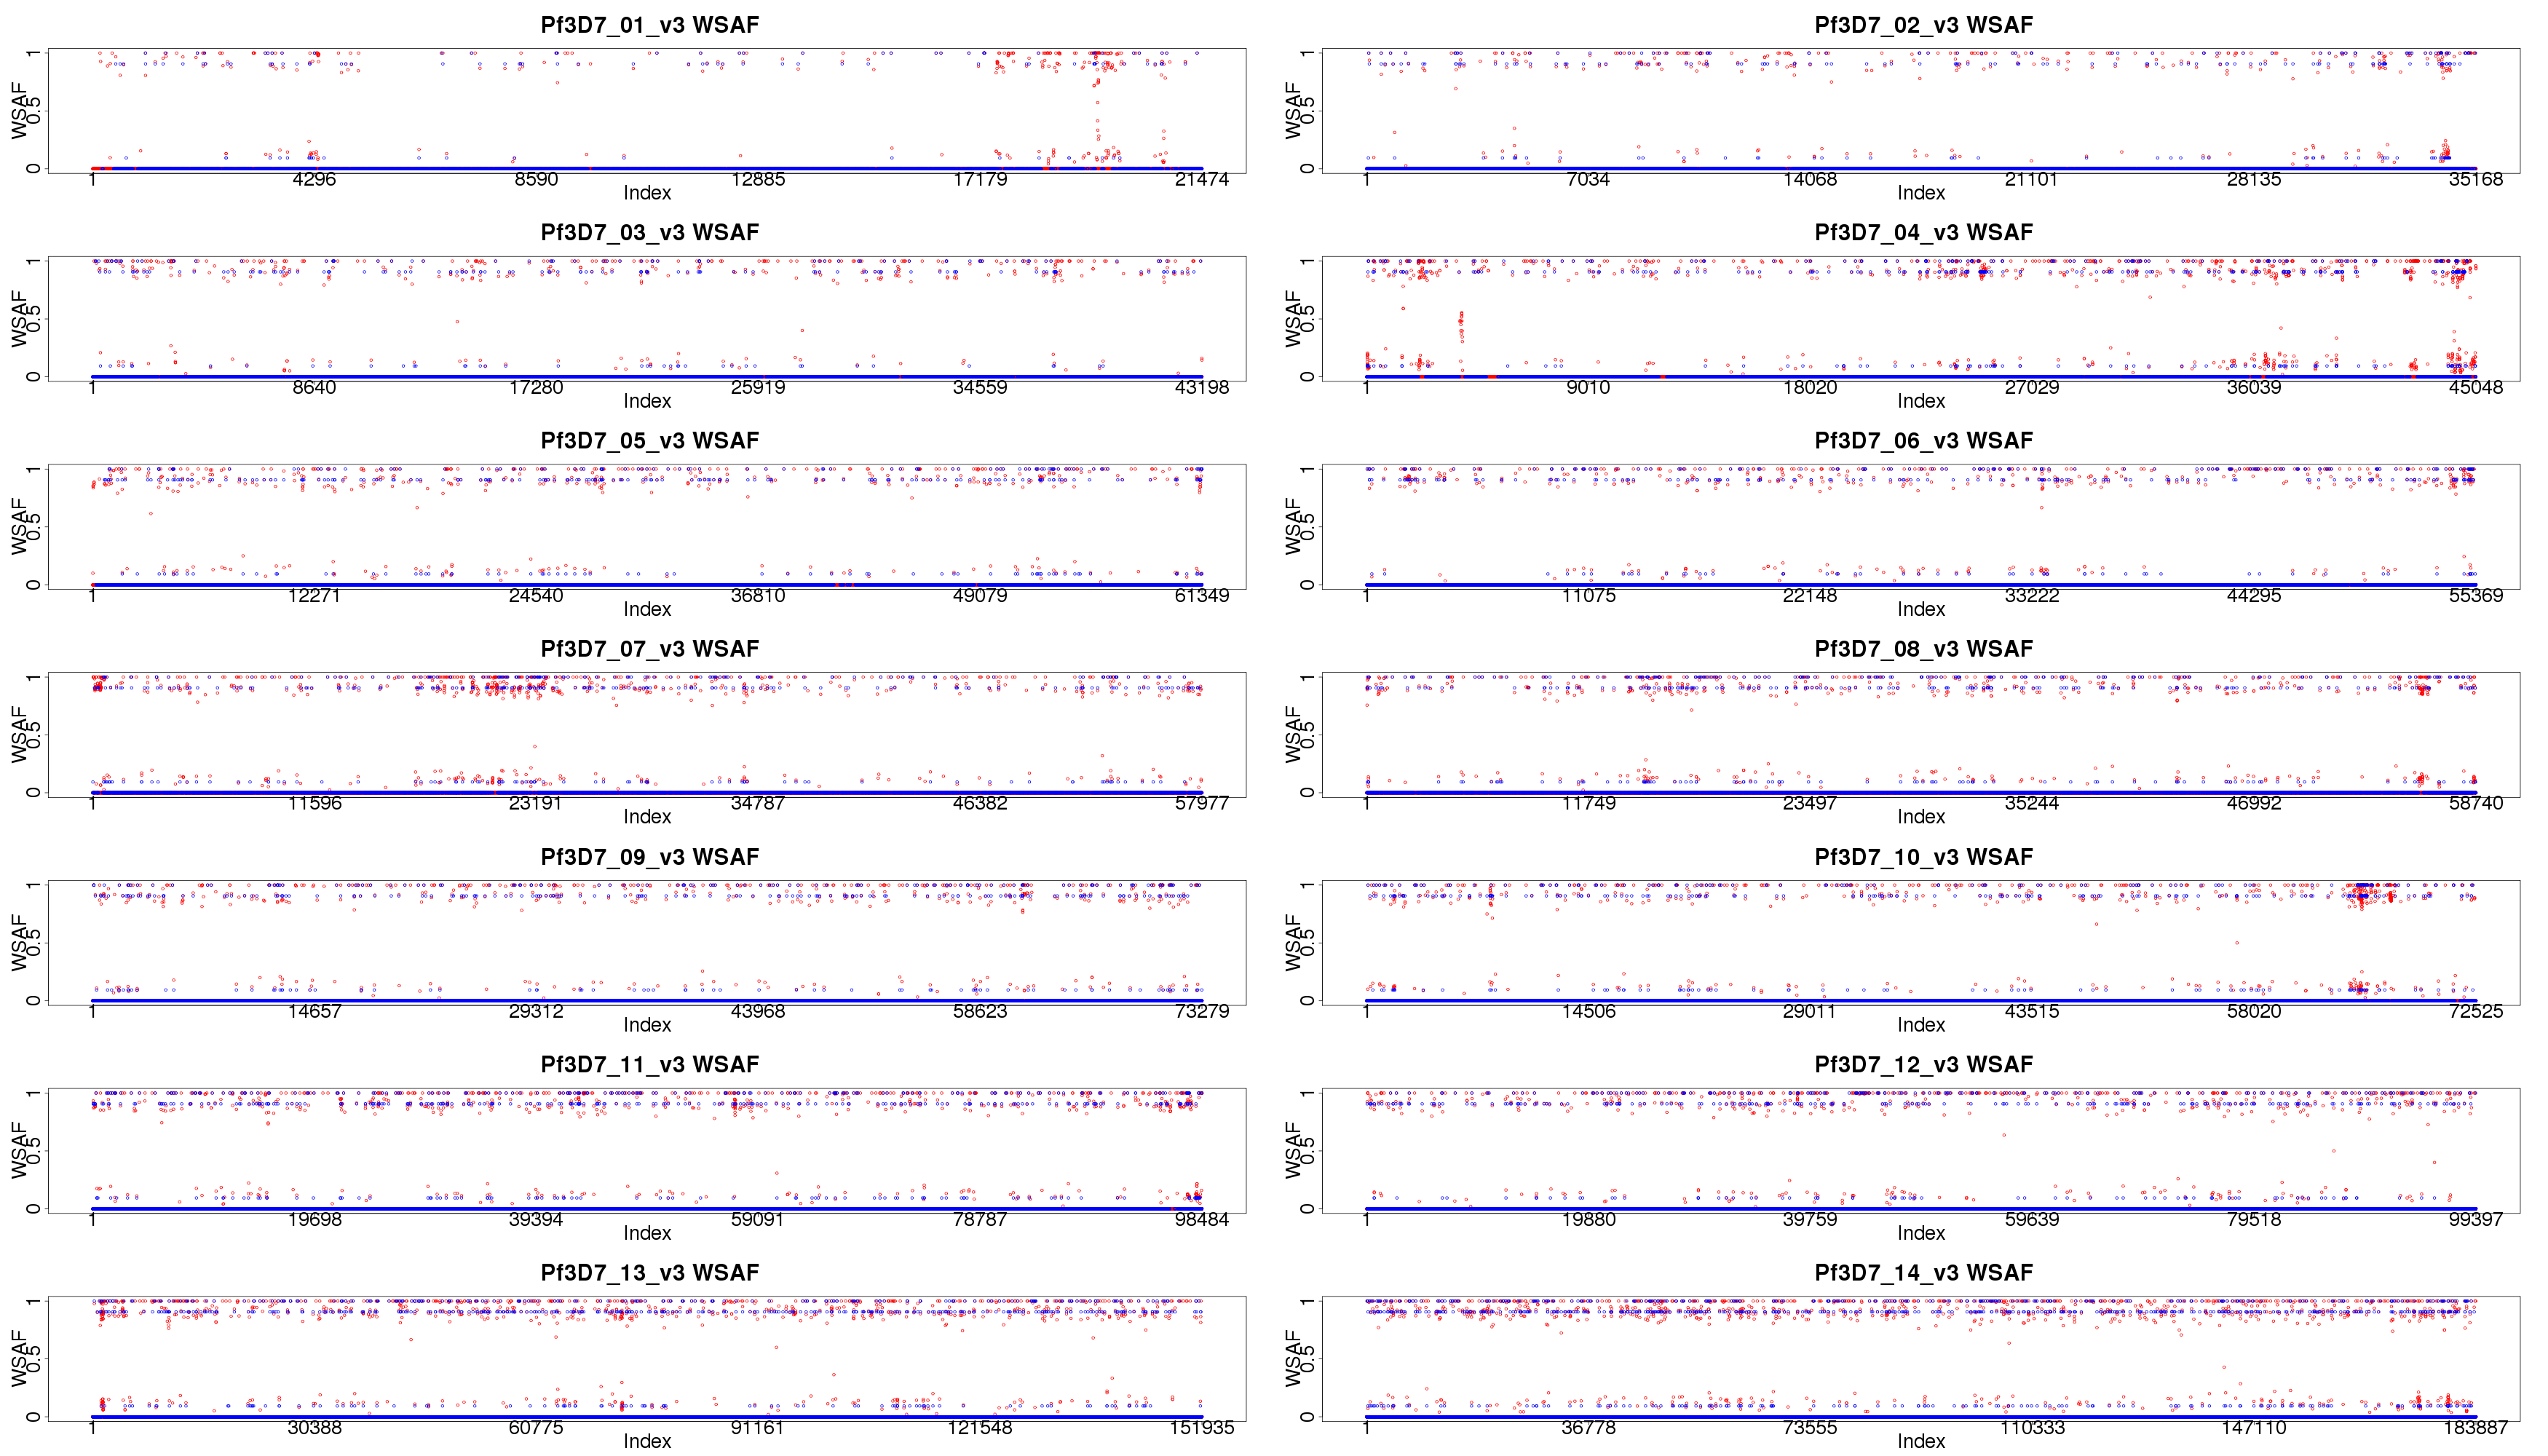 Pf3D7_01_v3 WSAF
WSAF
0 0.5 1
1 4296 8590 12885 17179 21474
Index
Pf3D7_02_v3 WSAF
WSAF
0 0.5 1
1 7034 14068 21101 28135 35168
Index
Pf3D7_03_v3 WSAF
WSAF
0 0.5 1
1 8640 17280 25919 34559 43198
Index
Pf3D7_04_v3 WSAF
WSAF
0 0.5 1
1 9010 18020 27029 36039 45048
Index
Pf3D7_05_v3 WSAF
WSAF
0 0.5 1
1 12271 24540 36810 49079 61349
Index
Pf3D7_06_v3 WSAF
WSAF
0 0.5 1
1 11075 22148 33222 44295 55369
Index
Pf3D7_07_v3 WSAF
WSAF
0 0.5 1
1 11596 23191 34787 46382 57977
Index
Pf3D7_08_v3 WSAF
WSAF
0 0.5 1
1 11749 23497 35244 46992 58740
Index
Pf3D7_09_v3 WSAF
WSAF
0 0.5 1
1 14657 29312 43968 58623 73279
Index
Pf3D7_10_v3 WSAF
WSAF
0 0.5 1
1 14506 29011 43515 58020 72525
Index
Pf3D7_11_v3 WSAF
WSAF
0 0.5 1
1 19698 39394 59091 78787 98484
Index
Pf3D7_12_v3 WSAF
WSAF
0 0.5 1
1 19880 39759 59639 79518 99397
Index
Pf3D7_13_v3 WSAF
WSAF
0 0.5 1
1 30388 60775 91161 121548 151935
Index
Pf3D7_14_v3 WSAF
WSAF
0 0.5 1
1 36778 73555 110333 147110 183887
Index